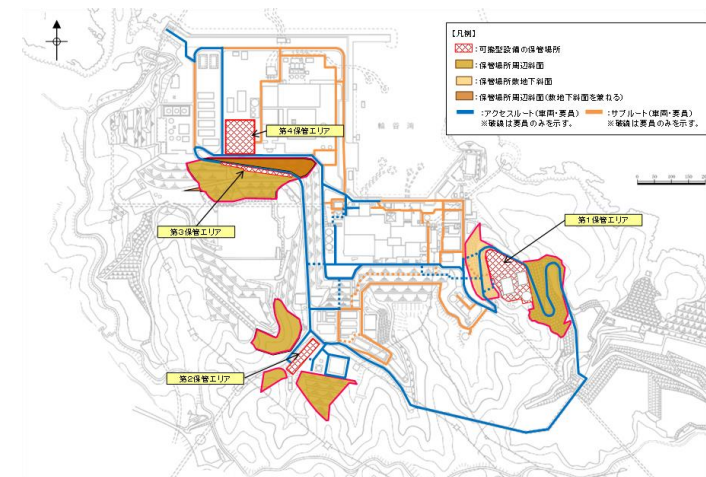 【凡例】
：可搬型設備の保管場所
：保管場所周辺斜面
：保管場所敷地下斜面
：保管場所周辺斜面(敷地下斜面を兼ねる)
：アクセスルート(車両・要員)
※破線は要員のみを示す。
：サブルート(車両・要員)
※破線は要員のみを示す。
第4保管エリア
第3保管エリア
第1保管エリア
第2保管エリア